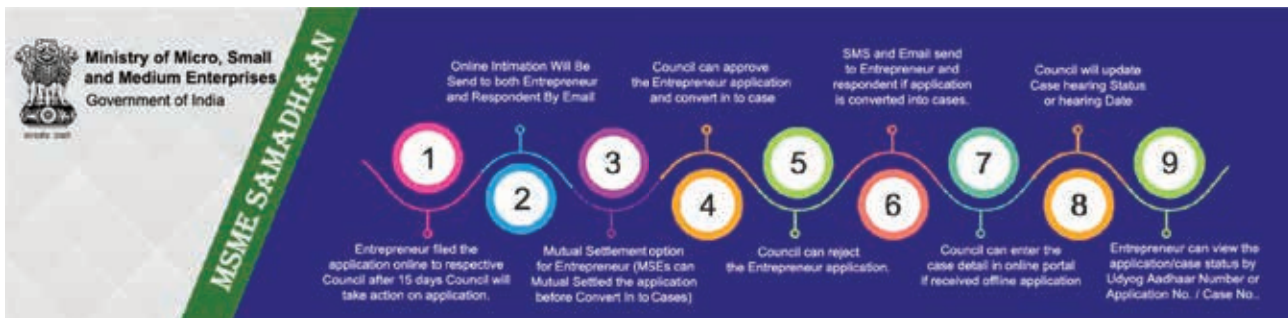 Ministry of Micro, Small
and Medium Enterprises
Government of India
MSME SAMADHAAN
1
Entrepreneur filed the
application online to respective
Council after 15 days Council will
take action on application.
2
Online Intimation Will Be
Send to both Entrepreneur
and Respondent By Email
3
Mutual Settlement option
for Entrepreneur (MSEs can
Mutual Settled the application
before Convert In to Cases)
4
Council can approve
the Entrepreneur application
and convert in to case
5
Council can reject
the Entrepreneur application.
6
SMS and Email send
to Entrepreneur and
respondent if application
is converted into cases.
7
Council can enter the
case detail in online portal
if received offline application
8
Council will update
Case hearing Status
or hearing Date
9
Entrepreneur can view the
application/case status by
Udyog Aadhaar Number or
Application No. / Case No..